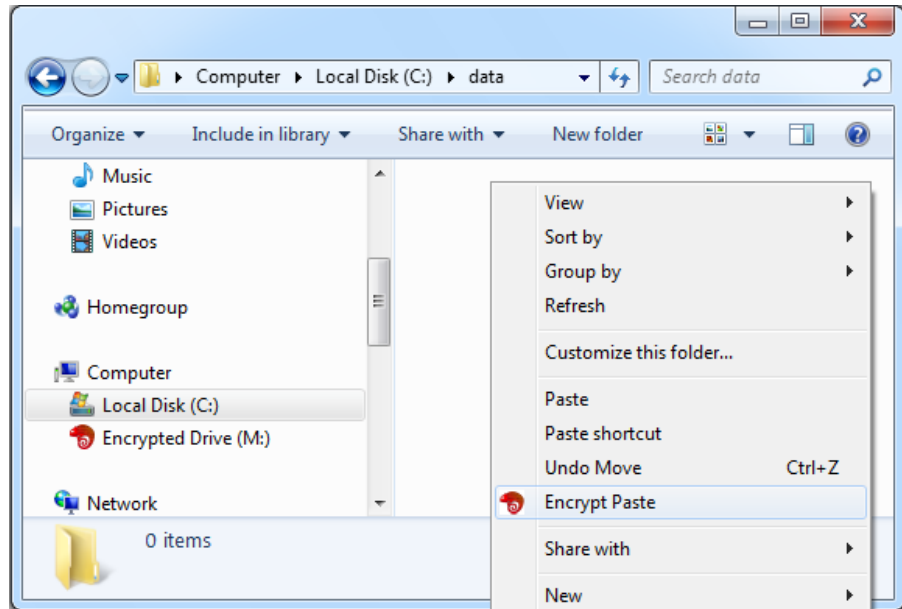 Computer Local Disk (C:) data Search data
Organize Include in library Share with New folder
Music
Pictures
Videos
Homegroup
Computer
Local Disk (C:)
Encrypted Drive (M:)
Network
0 items
View
Sort by
Group by
Refresh
Customize this folder...
Paste
Paste shortcut
Undo Move Ctrl+Z
Encrypt Paste
Share with
New